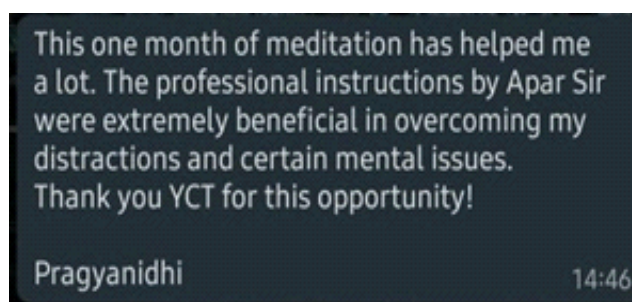 This one month of meditation has helped me
a lot. The professional instructions by Apar Sir
were extremely beneficial in overcoming my
distractions and certain mental issues.
Thank you YCT for this opportunity!
Pragyanidhi
14:46